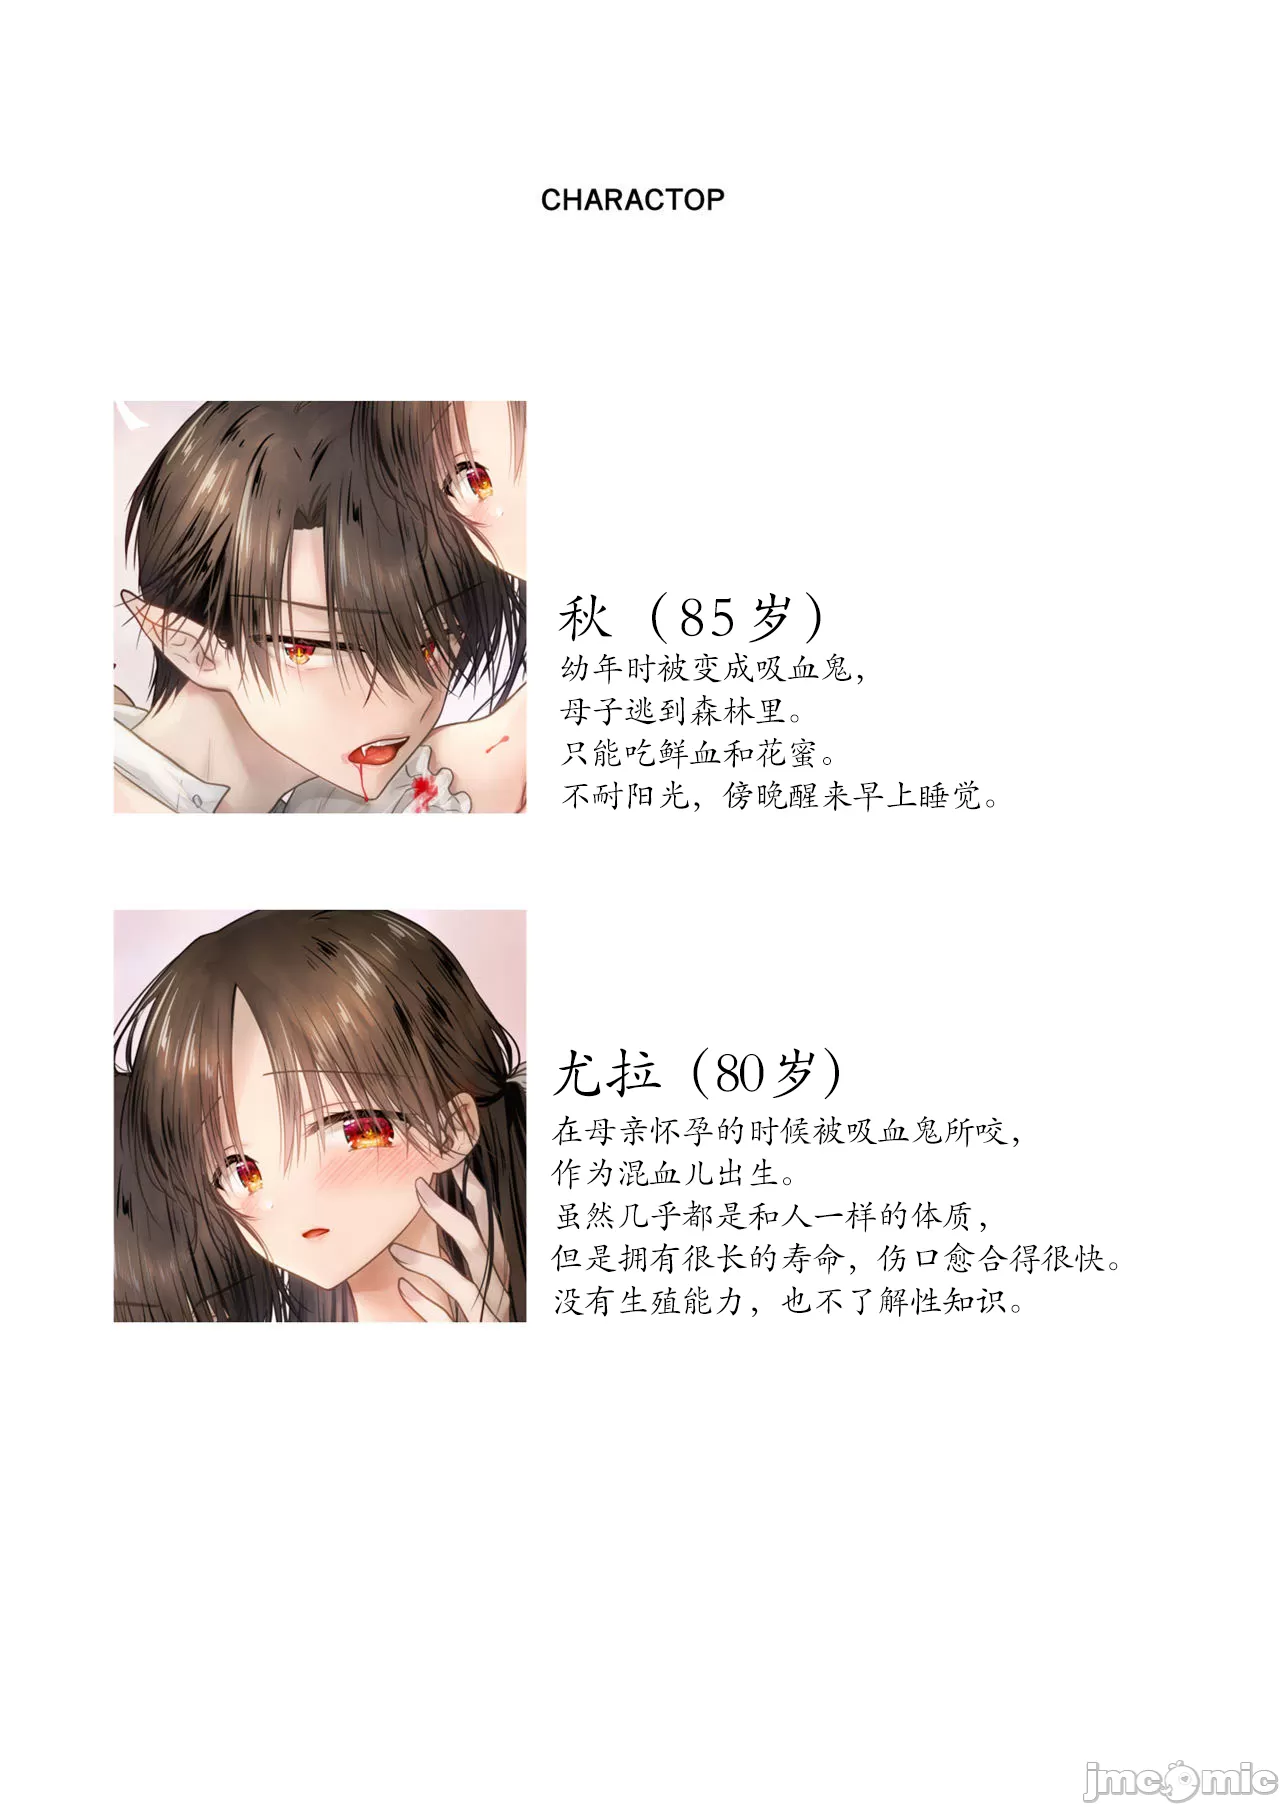 CHARACTOP
秋（85岁）
幼年时被变成吸血鬼，
母子逃到森林里。
只能吃鲜血和花蜜。
不耐阳光，傍晚醒来早上睡觉。
尤拉（80岁）
在母亲怀孕的时候被吸血鬼所咬，
作为混血儿出生。
虽然几乎都是和人一样的体质，
但是拥有很长的寿命，伤口愈合得很快。
没有生殖能力，也不了解性知识。
jmcomic